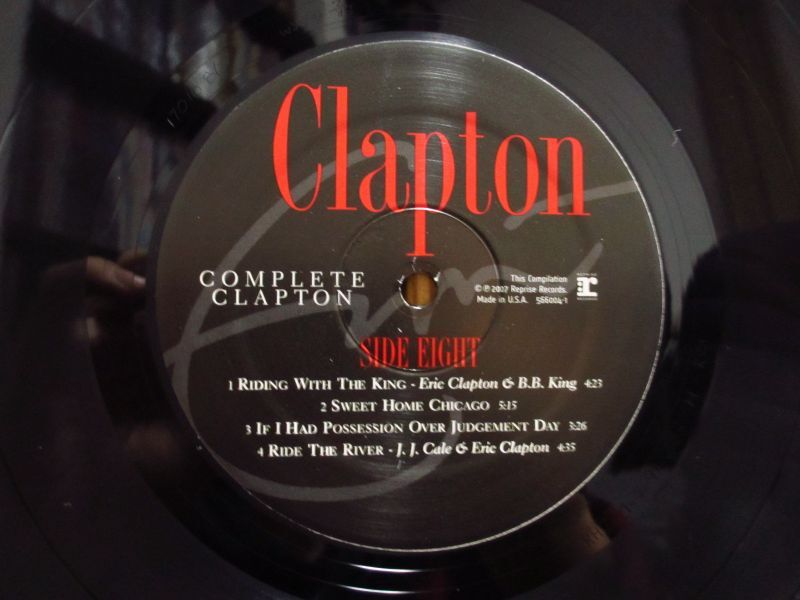 Clapton
COMPLETE
CLAPTON
This Compilation
© ℗ 2007 Reprise Records.
Made in U.S.A. 566004-1
SIDE EIGHT
1 RIDING WITH THE KING - Eric Clapton & B.B. King 4:23
2 SWEET HOME CHICAGO 5:15
3 IF I HAD POSSESSION OVER JUDGEMENT DAY 3:26
4 RIDE THE RIVER - J. J. Cale & Eric Clapton 4:35